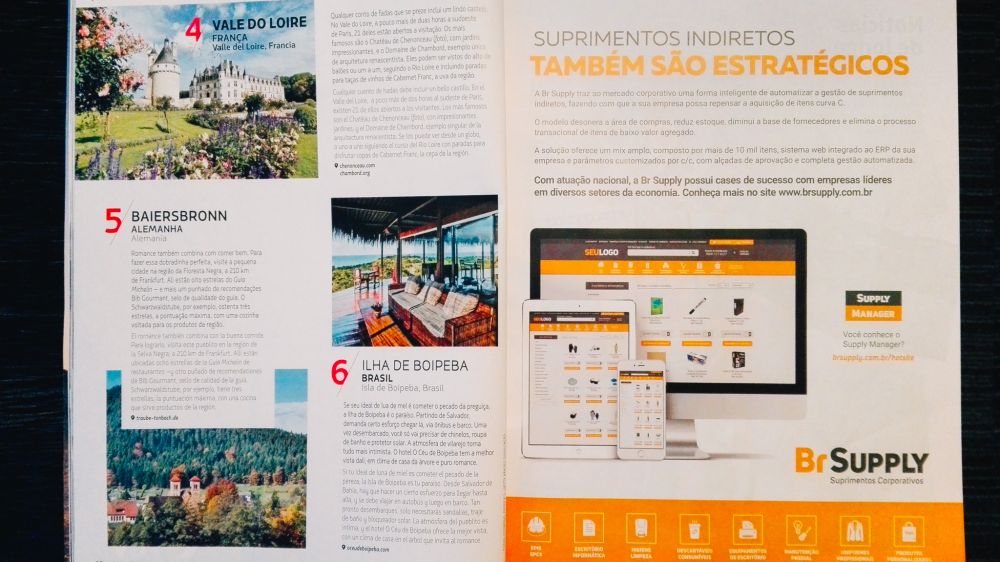 4
VALE DO LOIRE
FRANÇA
Valle del Loire, Francia
Qualquer conto de fadas que se preze inclui um lindo castelo.
No Vale do Loire, a pouco mais de duas horas a sudoeste
de Paris, 21 deles estão abertos a visitação. Os mais
famosos são o Chateau de Chenonceau (foto), com jardins
impressionantes, e o Domaine de Chambord, exemplo único
de arquitetura renascentista. Eles podem ser vistos do alto de
balões ou um a um, seguindo o Rio Loire e incluindo paradas
para taças de vinhos de Cabernet Franc, a uva da região.
Cualquier cuento de hadas debe incluir un bello castillo. En el
Valle del Loire, a poco más de dos horas al sudeste de París,
existen 21 de ellos abiertos a los visitantes. Los más famosos
son el Chateau de Chenonceau (foto), con impresionantes
jardines, y el Domaine de Chambord, ejemplar singular de la
arquitectura renacentista. Se los puede ver desde un globo,
a uno a uno siguiendo el curso del Rio Loire con paradas para
disfrutar copas de Cabernet Franc, la cepa de la región.
chenonceau.com
chambord.org
5
BAIERSBRONN
ALEMANHA
Alemania
Romance também combina com comer bem. Para
fazer essa dobradinha perfeita, visite a pequena
cidade na região da Floresta Negra, a 210 km
de Frankfurt. Ali estão oito estrelas do Guia
Michelin – e mais um punhado de recomendações
Bib Gourmant, selo de qualidade do guia. O
Schwarzwaldstube, por exemplo, ostenta três
estrelas, a pontuação máxima, com uma cozinha
voltada para os produtos da região.
El romance también combina con la buena comida.
Para lograrlo, visita este pueblito en la región de
la Selva Negra, a 210 km de Frankfurt. Allí están
ubicadas ocho estrellas de la Guía Michelin de
restaurantes —y otro puñado de recomendaciones
de Bib Gourmant, sello de calidad de la guía.
Schwarzwaldstube, por ejemplo, tiene tres
estrellas, la puntuación máxima, con una cocina
que sirve productos de la región.
traube-tonbach.de
6
ILHA DE BOIPEBA
BRASIL
Isla de Boipeba, Brasil
Se seu ideal de lua de mel é cometer o pecado da preguiça,
a Ilha de Boipeba é o paraíso. Partindo de Salvador,
demanda certo esforço chegar lá, via ônibus e barco. Uma
vez desembarcado, você só vai precisar de chinelos, roupa
de banho e protetor solar. A atmosfera de vilarejo torna
tudo mais intimista. O hotel O Céu de Boipeba tem a melhor
vista dali, em clima de casa da árvore e puro romance.
Si tu ideal de luna de miel es cometer el pecado de la
pereza, la Isla de Boipeba es tu paraíso. Desde Salvador de
Bahía, hay que hacer un cierto esfuerzo para llegar hasta
allá, y se debe viajar en autobús y luego en barco. Tan
pronto desembarques, solo necesitarás sandalias, traje
de baño y bloqueador solar. La atmósfera del pueblito es
íntima, y el hotel O Céu de Boipeba ofrece la mejor vista,
con un clima de casa en el árbol que invita al romance.
oceudeboipeba.com
SUPRIMENTOS INDIRETOS
TAMBÉM SÃO ESTRATÉGICOS
A Br Supply traz ao mercado corporativo uma forma inteligente de automatizar a gestão de suprimentos
indiretos, fazendo com que a sua empresa possa repensar a aquisição de itens curva C.
O modelo desonera a área de compras, reduz estoque, diminui a base de fornecedores e elimina o processo
transacional de itens de baixo valor agregado.
A solução oferece um mix amplo, composto por mais de 10 mil itens, sistema web integrado ao ERP da sua
empresa e parâmetros customizados por c/c, com alçadas de aprovação e completa gestão automatizada.
Com atuação nacional, a Br Supply possui cases de sucesso com empresas líderes
em diversos setores da economia. Conheça mais no site www.brsupply.com.br
SEULOGO
SEULOGO
SUPPLY
MANAGER
Você conhece o
Supply Manager?
brsupply.com.br/hotsite
Br SUPPLY
Suprimentos Corporativos
EPIS
EPCS
ESCRITÓRIO
INFORMÁTICA
HIGIENE
LIMPEZA
DESCARTÁVEIS
CONSUMÍVEIS
EQUIPAMENTOS
DE ESCRITÓRIO
MANUTENÇÃO
PREDIAL
UNIFORMES
PROFISSIONAIS
PRODUTOS
PERSONALIZADOS